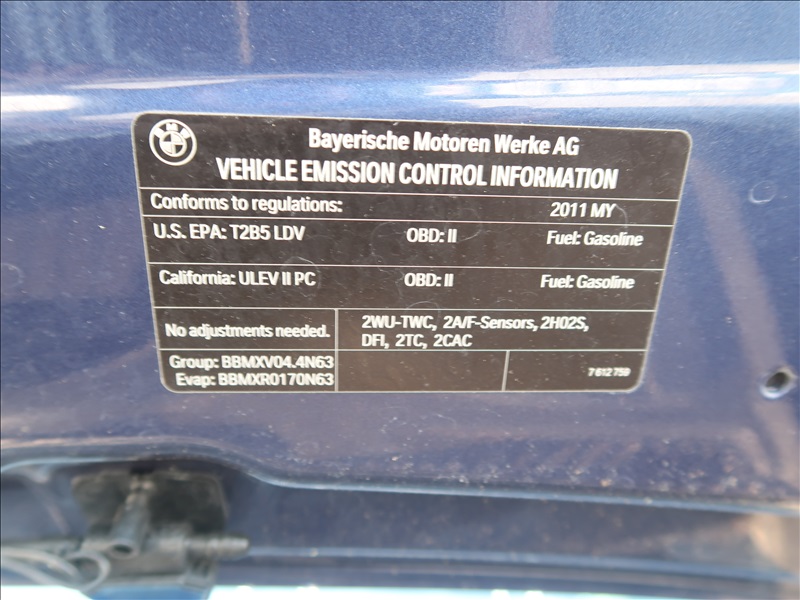 BMW
Bayerische Motoren Werke AG
VEHICLE EMISSION CONTROL INFORMATION
Conforms to regulations: 2011 MY
U.S. EPA: T2B5 LDV OBD: II Fuel: Gasoline
California: ULEV II PC OBD: II Fuel: Gasoline
No adjustments needed.
2WU-TWC, 2A/F-Sensors, 2HO2S,
DFI, 2TC, 2CAC
Group: BBMXV04.4N63
Evap: BBMXR0170N63
7 612 759